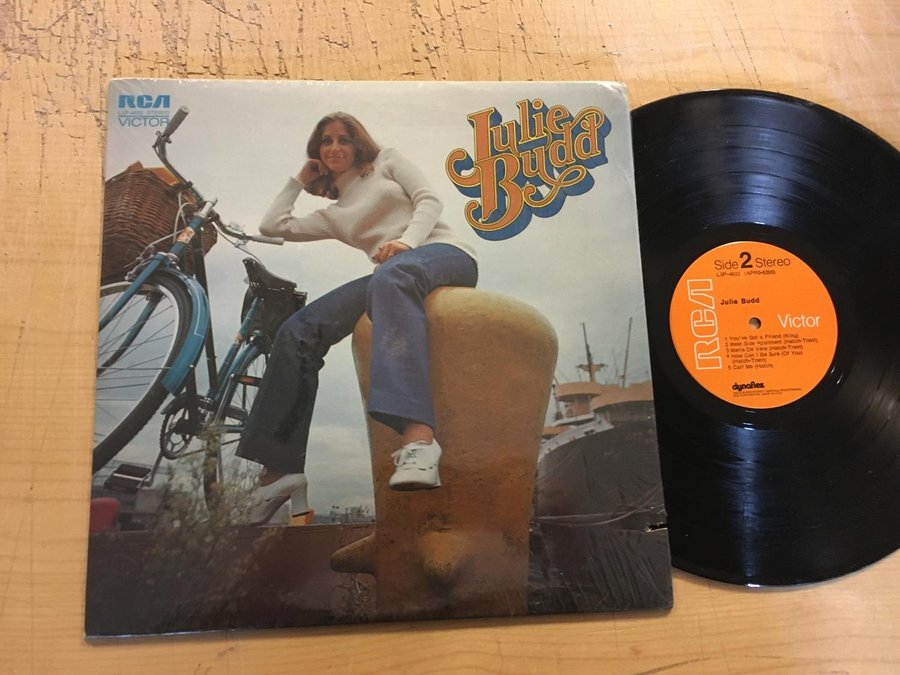 RCA
VICTOR
Julie
Budd
Side 2 Stereo
RCA
Julie Budd
Victor
1 You've Got a Friend (King)
2 West Side Apartment (Hatch-Trent)
3 Marie De Vere (Hatch-Trent)
4 How Can I Be Sure (Of You)
(Hatch-Trent)
5 Call Me (Hatch)
dynaflex